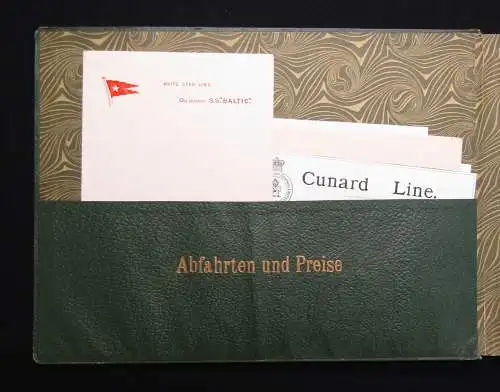 WHITE STAR LINE.
On board S.S."BALTIC".
Cunard Line.
Abfahrten und Preise